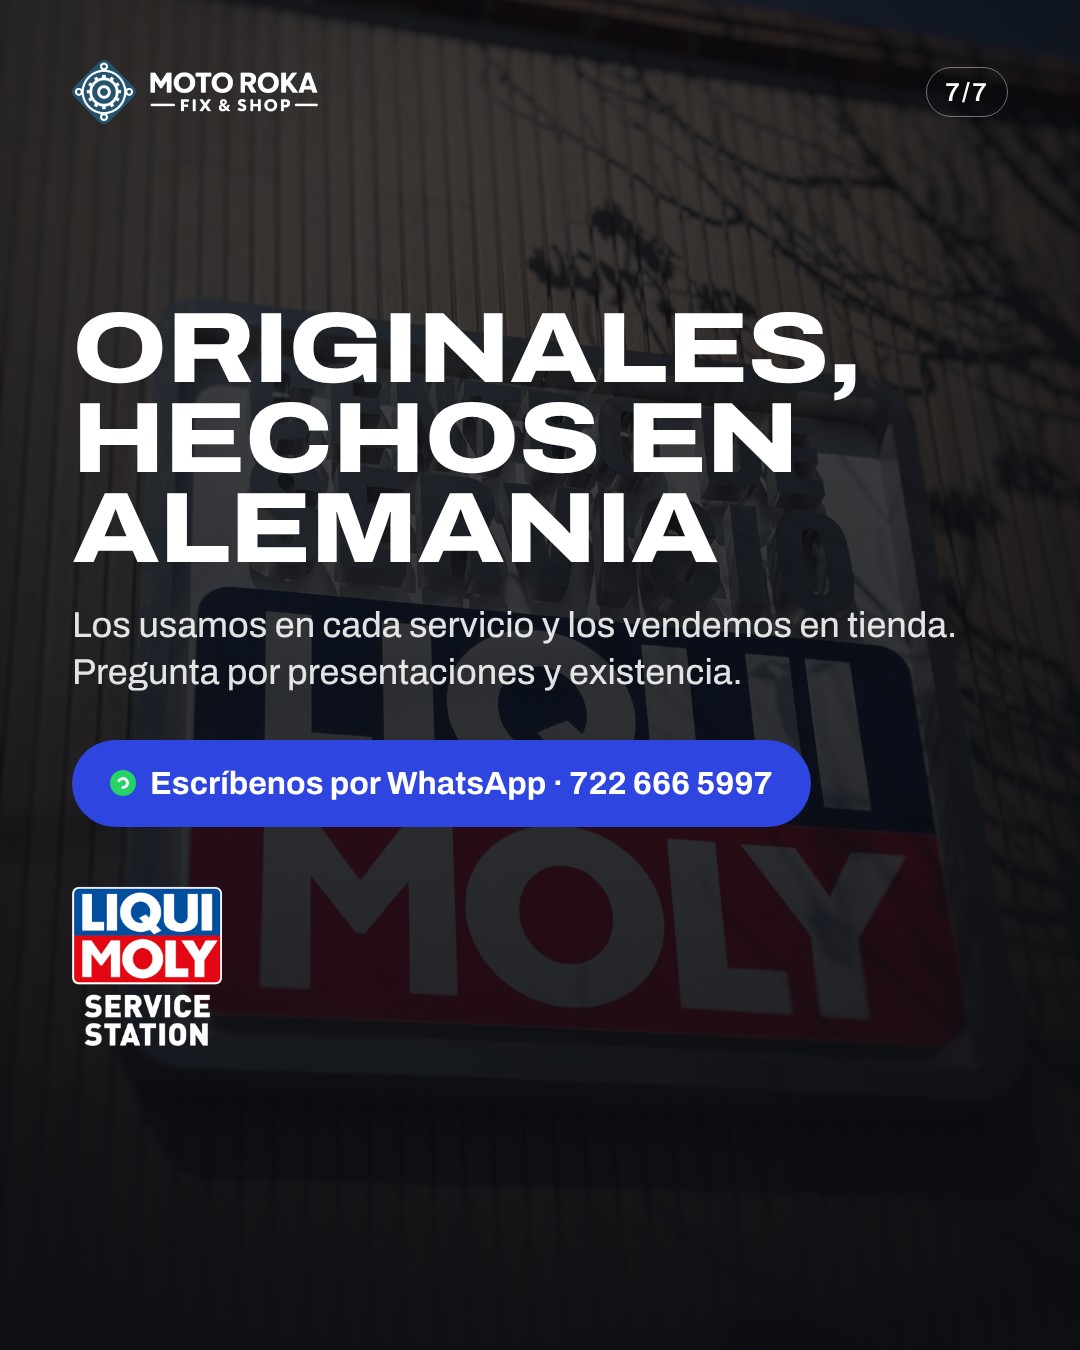 MOTO ROKA
FIX & SHOP
7/7
ORIGINALES,
HECHOS EN
ALEMANIA
Los usamos en cada servicio y los vendemos en tienda.
Pregunta por presentaciones y existencia.
Escríbenos por WhatsApp · 722 666 5997
LIQUI
MOLY
SERVICE
STATION
LIQUI
MOLY